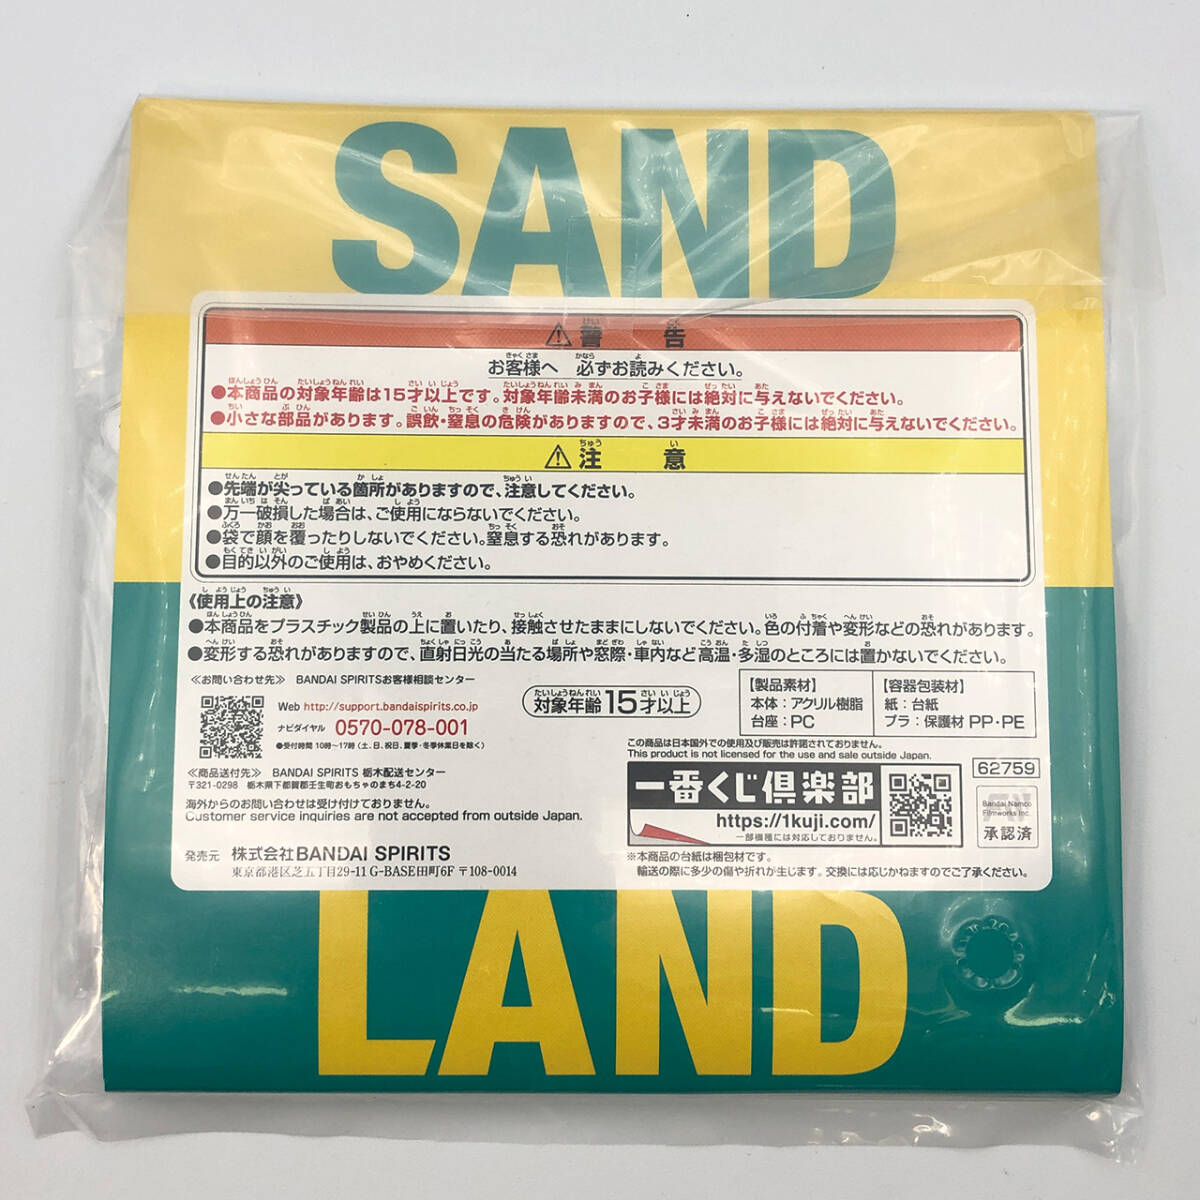 SAND
⚠警告
お客様へ 必ずお読みください。
●本商品の対象年齢は15才以上です。対象年齢未満のお子様には絶対に与えないでください。
●小さな部品があります。誤飲・窒息の危険がありますので、3才未満のお子様には絶対に与えないでください。
⚠注意
●先端が尖っている箇所がありますので、注意してください。
●万一破損した場合は、ご使用にならないでください。
●袋で顔を覆ったりしないでください。窒息する恐れがあります。
●目的以外のご使用は、おやめください。
《使用上の注意》
●本商品をプラスチック製品の上に置いたり、接触させたままにしないでください。色の付着や変形などの恐れがあります。
●変形する恐れがありますので、直射日光の当たる場所や窓際・車内など高温・多湿のところには置かないでください。
≪お問い合わせ先≫ BANDAI SPIRITSお客様相談センター
Web http://support.bandaispirits.co.jp
ナビダイヤル 0570-078-001
●受付時間 10時〜17時(土、日、祝日、夏季・冬季休業日を除く)
≪商品送付先≫ BANDAI SPIRITS 栃木配送センター
〒321-0298 栃木県下都賀郡壬生町おもちゃのまち4-2-20
海外からのお問い合わせは受け付けておりません。
Customer service inquiries are not accepted from outside Japan.
発売元 株式会社BANDAI SPIRITS
東京都港区芝五丁目29-11 G-BASE田町6F 〒108-0014
対象年齢15才以上
【製品素材】
本体:アクリル樹脂
台座:PC
【容器包装材】
紙:台紙
プラ:保護材 PP・PE
この商品は日本国外での使用及び販売は許諾されておりません。
This product is not licensed for the use and sale outside Japan.
62759
一番くじ倶楽部
https://1kuji.com/
一部機種には対応しておりません。
Bandai Namco
Filmworks Inc.
承認済
※本商品の台紙は梱包材です。
輸送の際に多少の傷や折れが生じます。交換には応じかねますのでご了承ください。
LAND